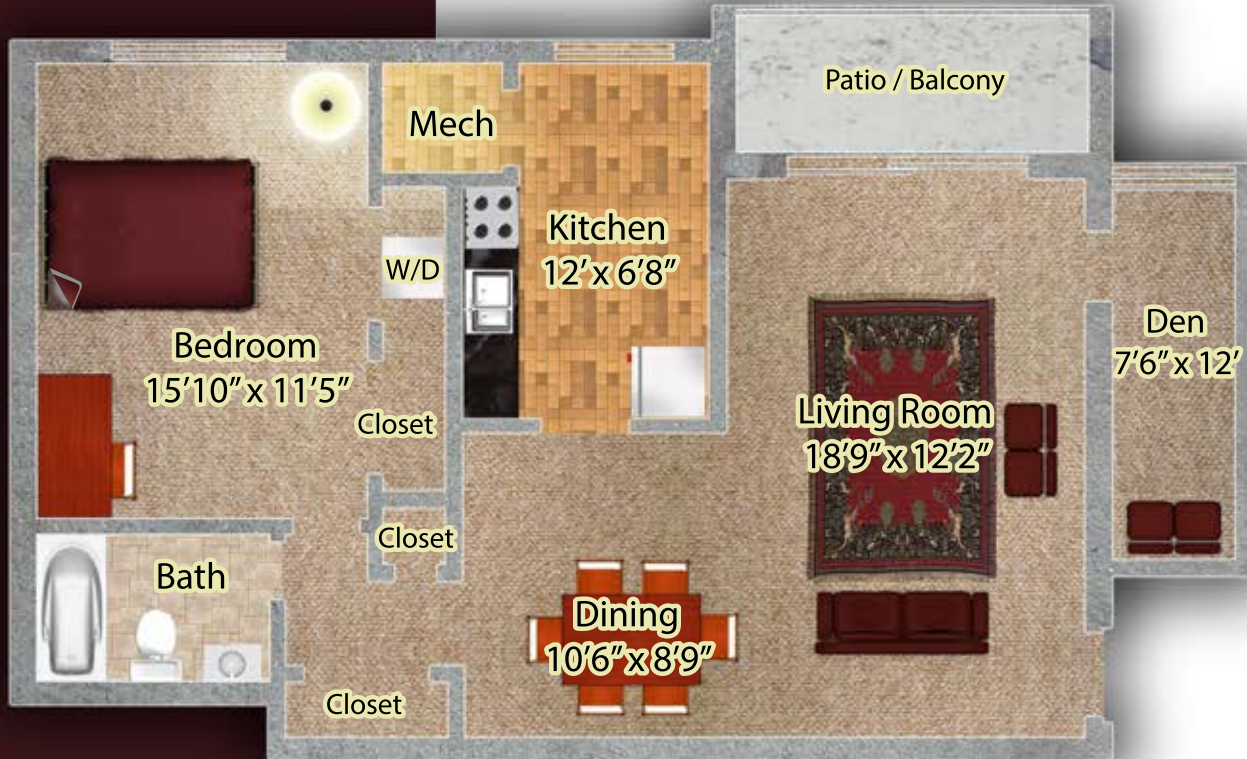 Patio / Balcony
Mech
Kitchen
12’ x 6’8”
W/D
Den
7’6” x 12’
Bedroom
15’10” x 11’5”
Closet
Living Room
18’9” x 12’2”
Closet
Bath
Dining
10’6” x 8’9”
Closet